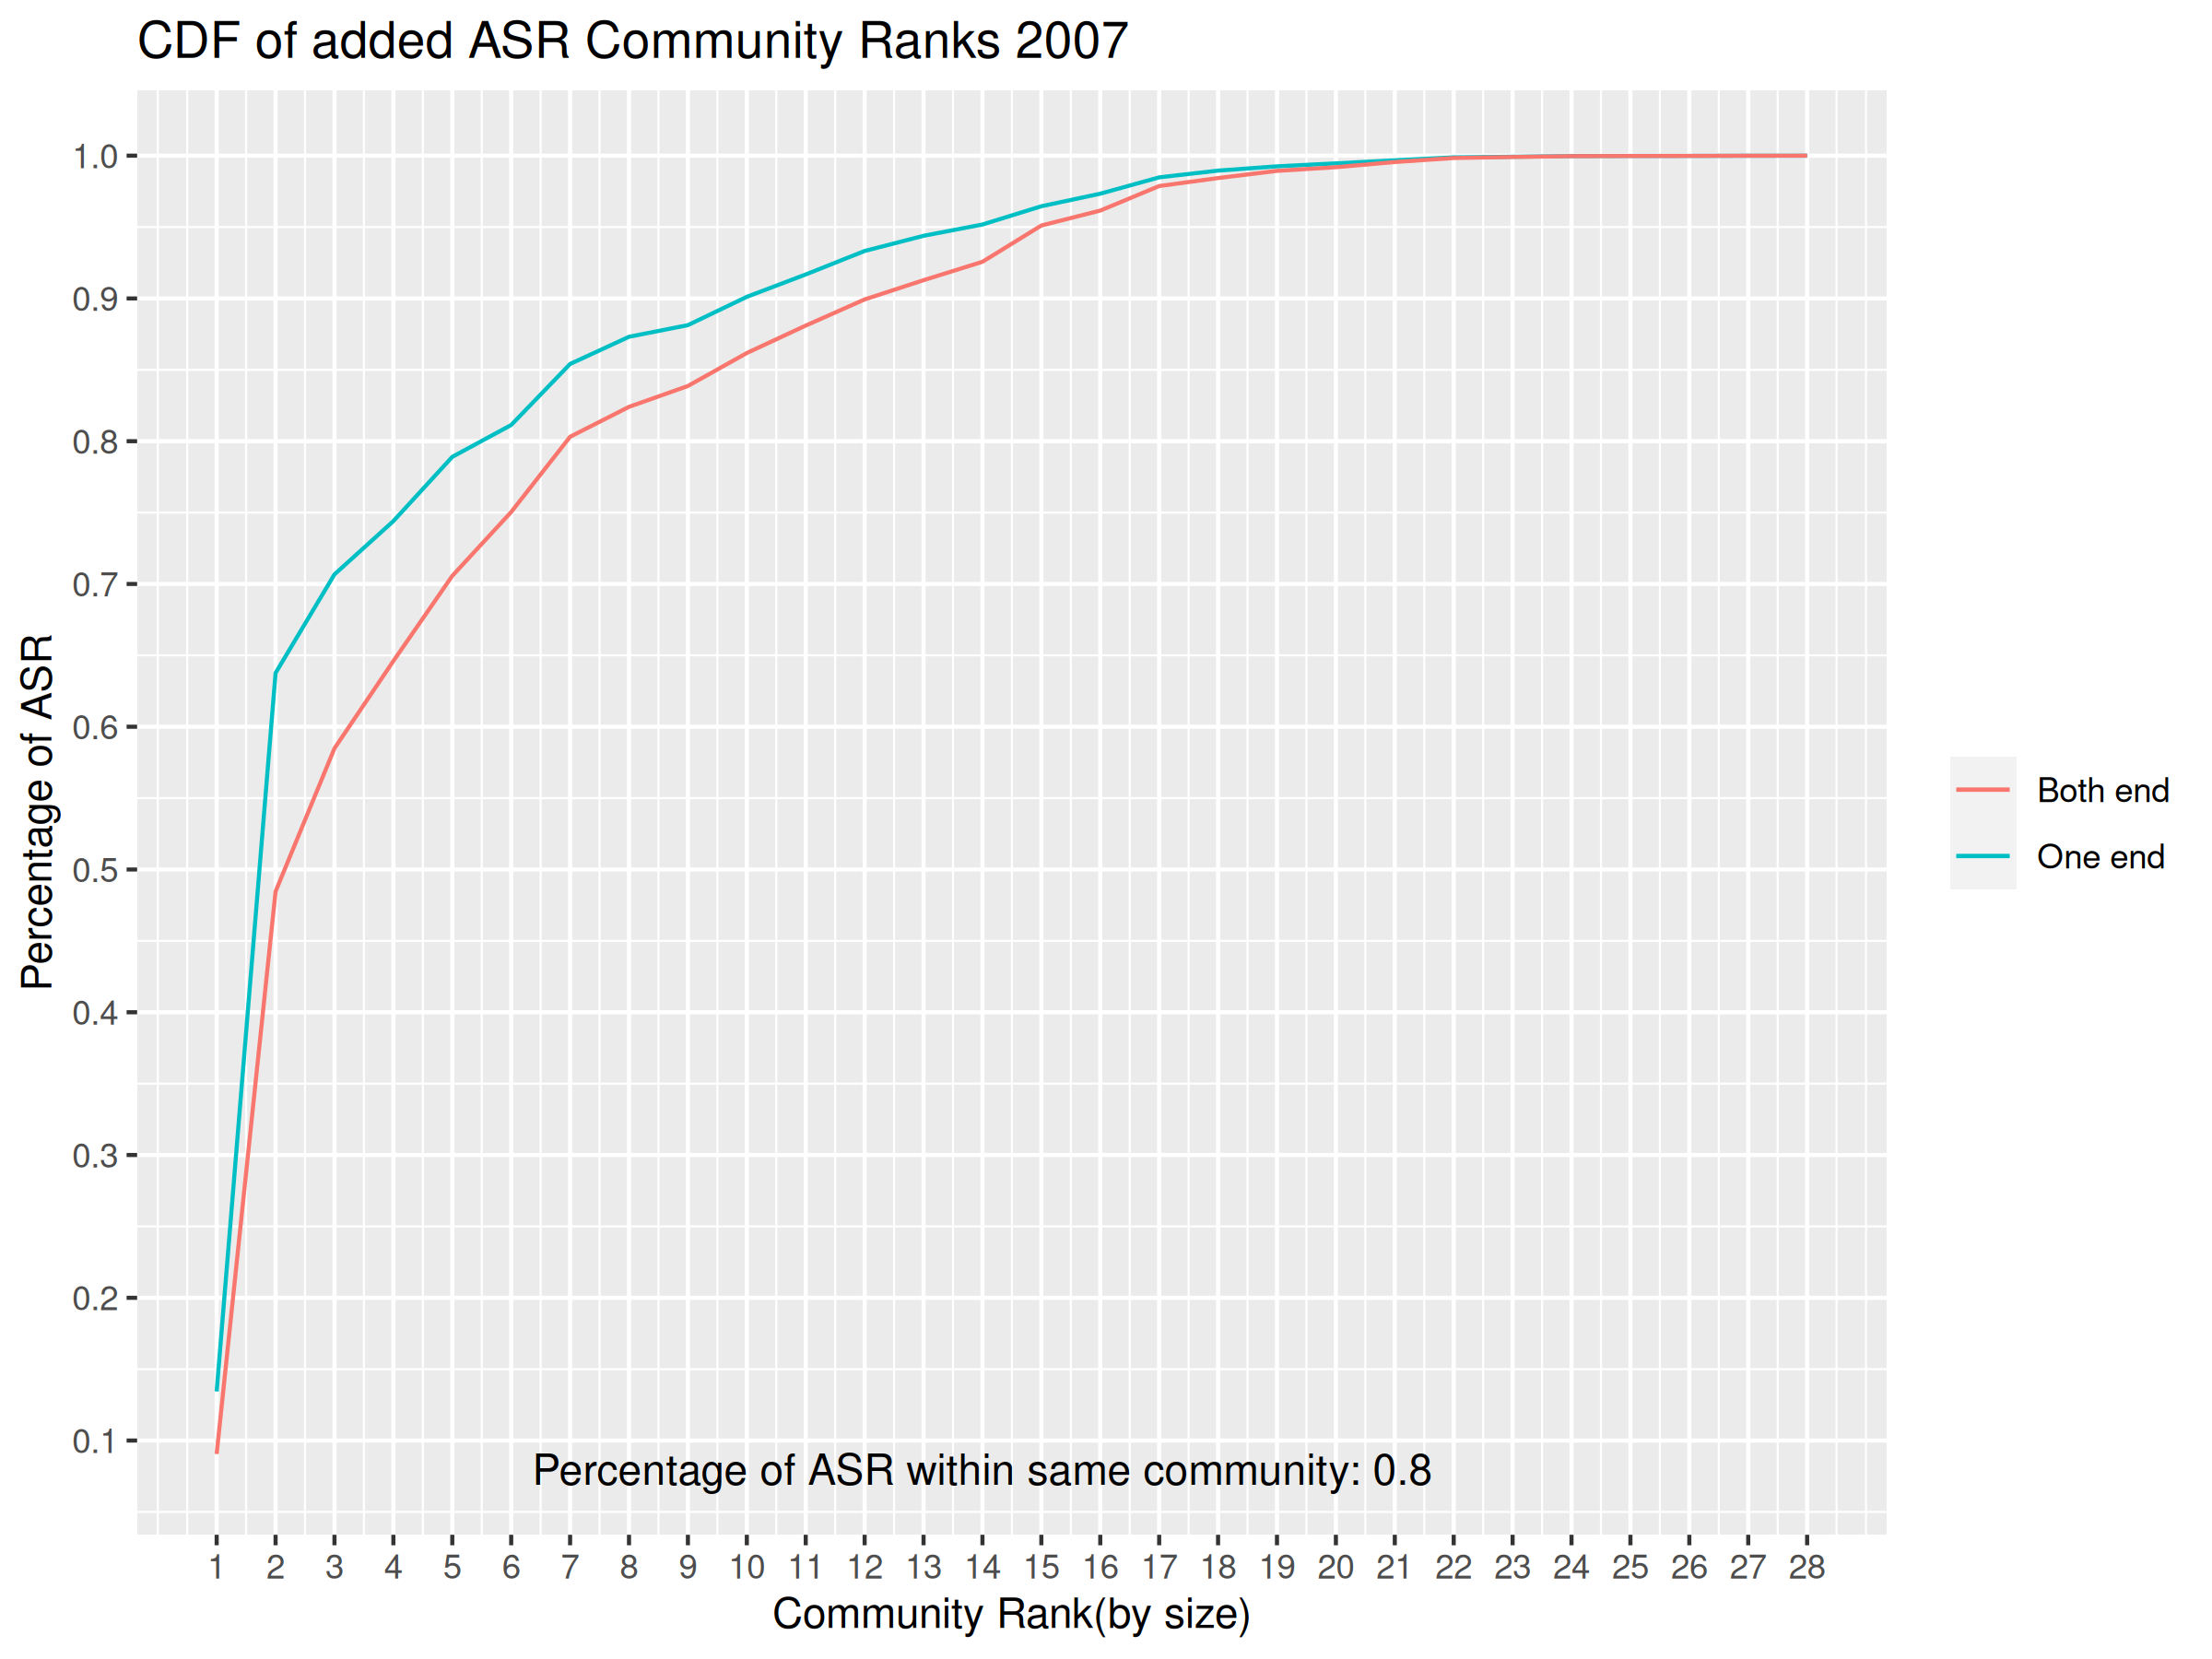 CDF of added ASR Community Ranks 2007
Percentage of ASR
1.0
0.9
0.8
0.7
0.6
0.5
0.4
0.3
0.2
0.1
Percentage of ASR within same community: 0.8
1 2 3 4 5 6 7 8 9 10 11 12 13 14 15 16 17 18 19 20 21 22 23 24 25 26 27 28
Community Rank(by size)
Both end
One end